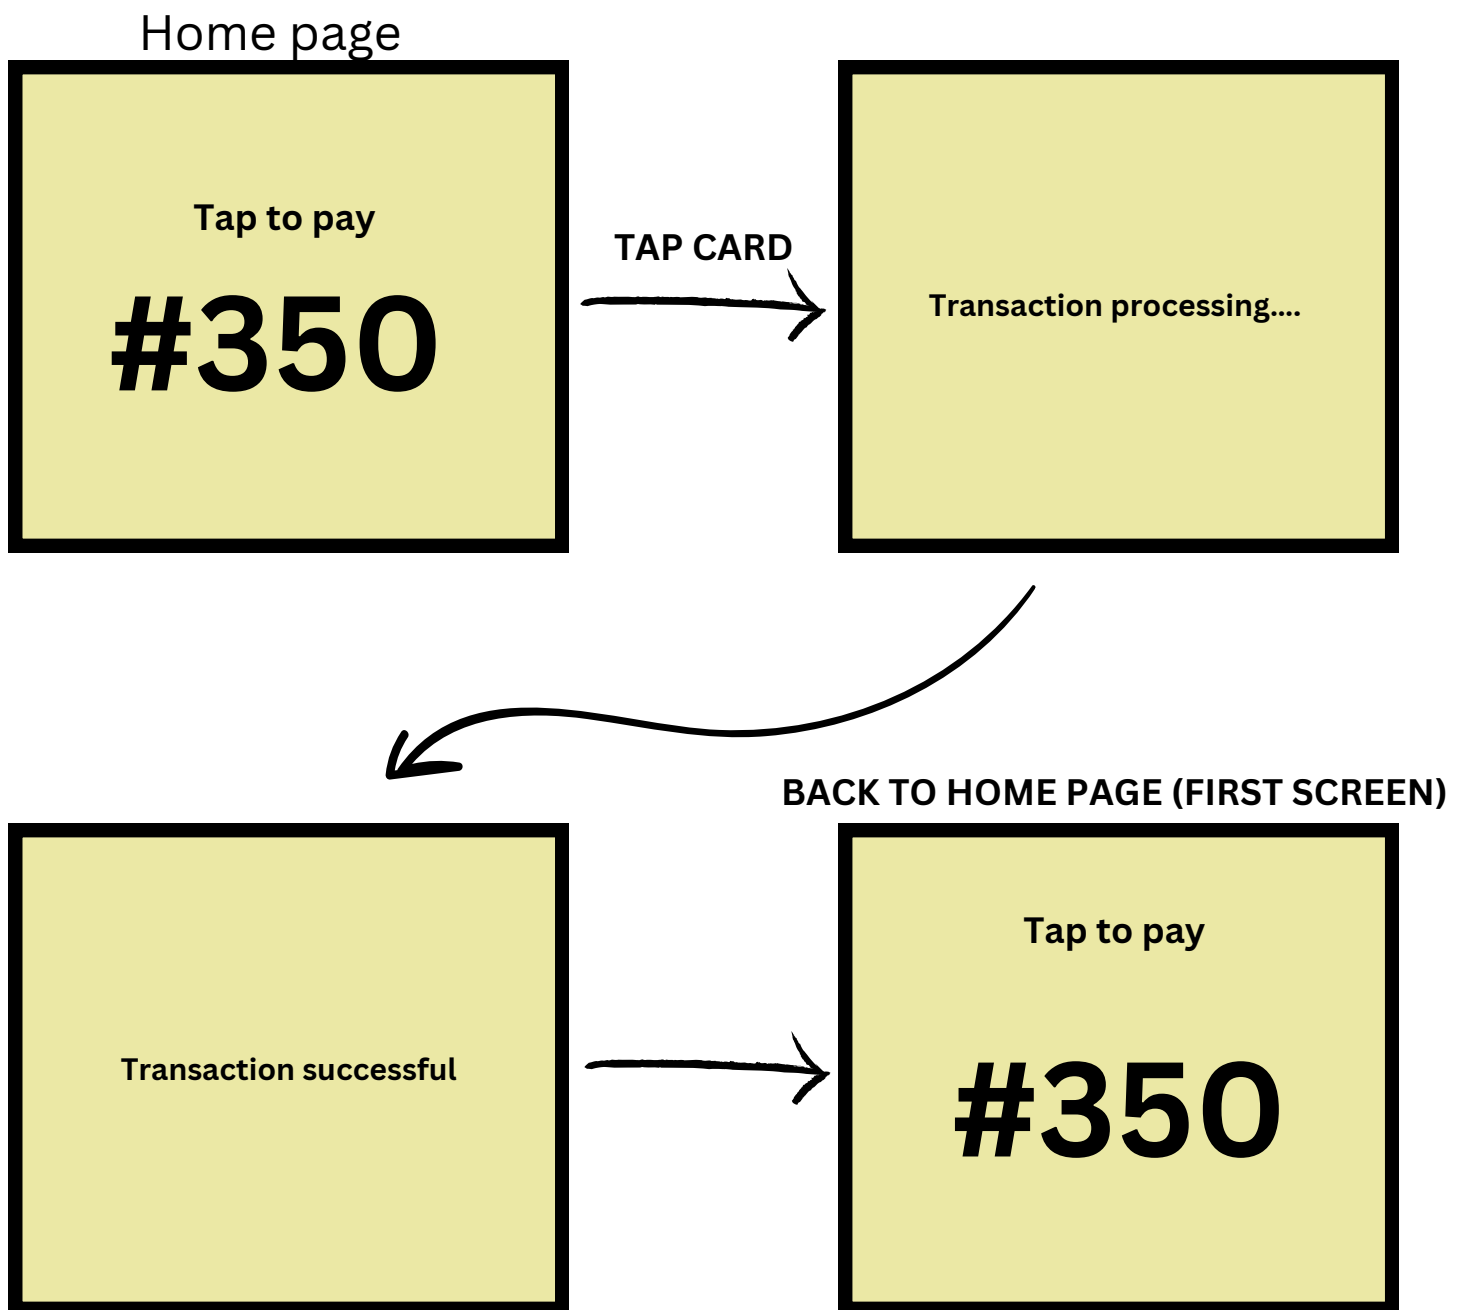 Home page
Tap to pay
#350
TAP CARD
Transaction processing....
BACK TO HOME PAGE (FIRST SCREEN)
Transaction successful
Tap to pay
#350